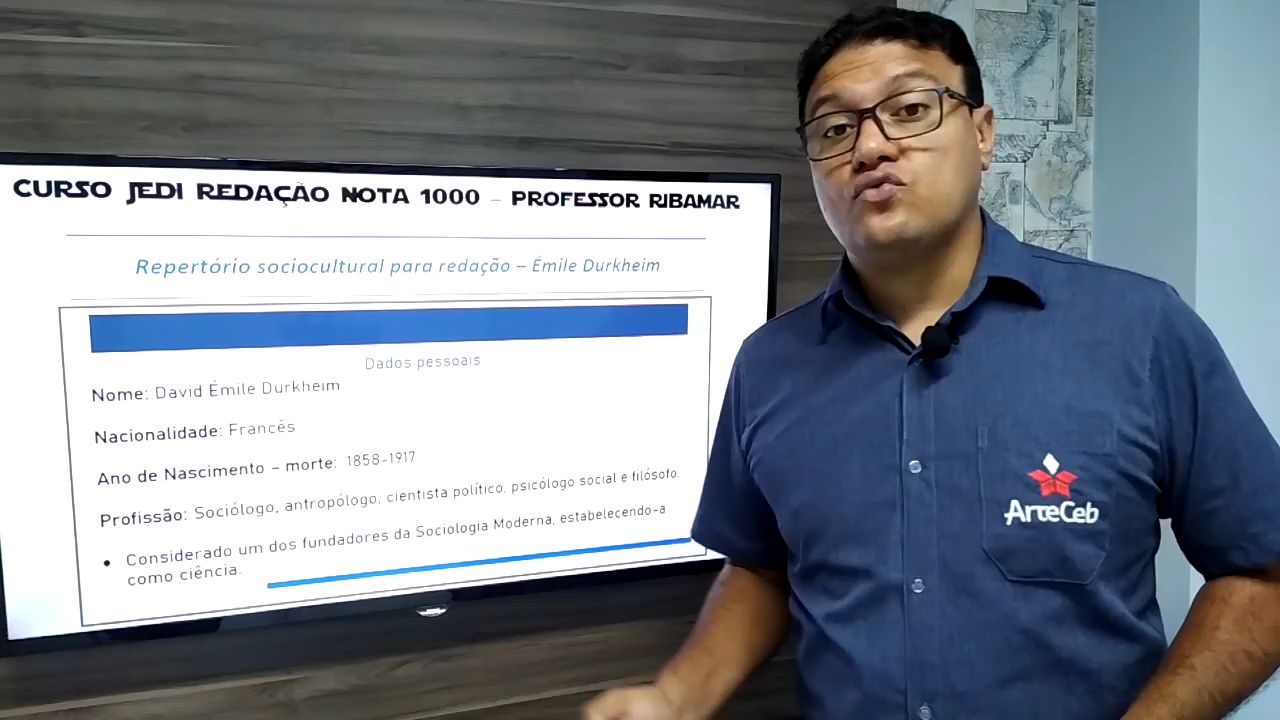 CURSO JEDI REDAÇÃO NOTA 1000 – PROFESSOR RIBAMAR
Repertório sociocultural para redação – Émile Durkheim
Dados pessoais
Nome: David Émile Durkheim
Nacionalidade: Francês
Ano de Nascimento – morte: 1858-1917
Profissão: Sociólogo, antropólogo, cientista político, psicólogo social e filósofo.
• Considerado um dos fundadores da Sociologia Moderna, estabelecendo-a
como ciência.
ArteCeb